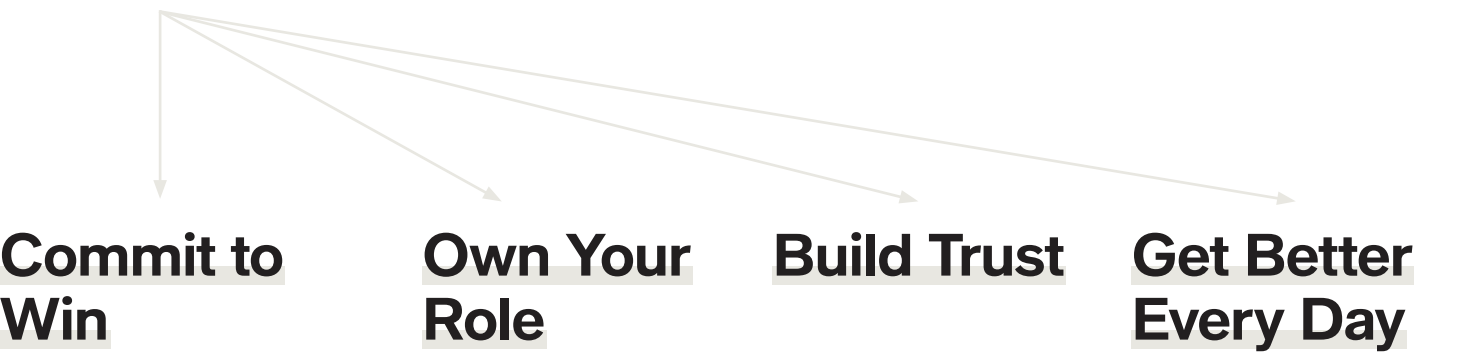 Commit to
Win
Own Your
Role
Build Trust
Get Better
Every Day